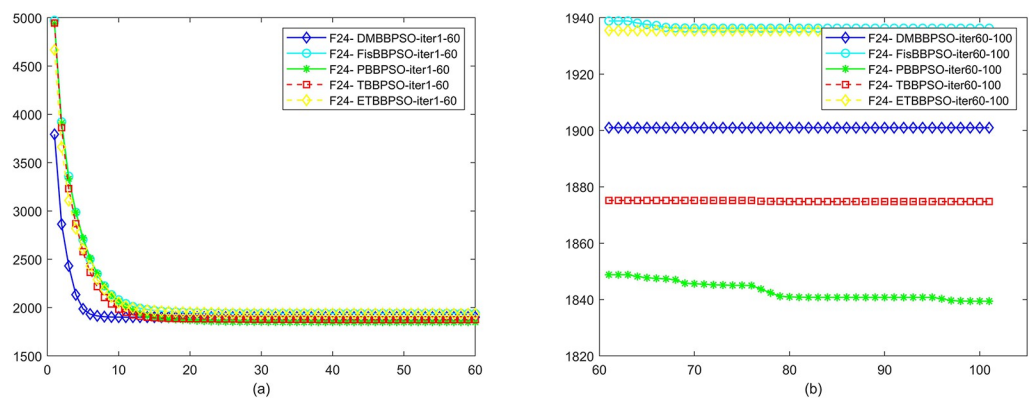 5000
4500
4000
3500
3000
2500
2000
1500
0
10
20
30
40
50
60
F24- DMBBPSO-iter1-60
F24- FisBBPSO-iter1-60
F24- PBBPSO-iter1-60
F24- TBBPSO-iter1-60
F24- ETBBPSO-iter1-60
(a)
1940
1920
1900
1880
1860
1840
1820
60
70
80
90
100
F24- DMBBPSO-iter60-100
F24- FisBBPSO-iter60-100
F24- PBBPSO-iter60-100
F24- TBBPSO-iter60-100
F24- ETBBPSO-iter60-100
(b)